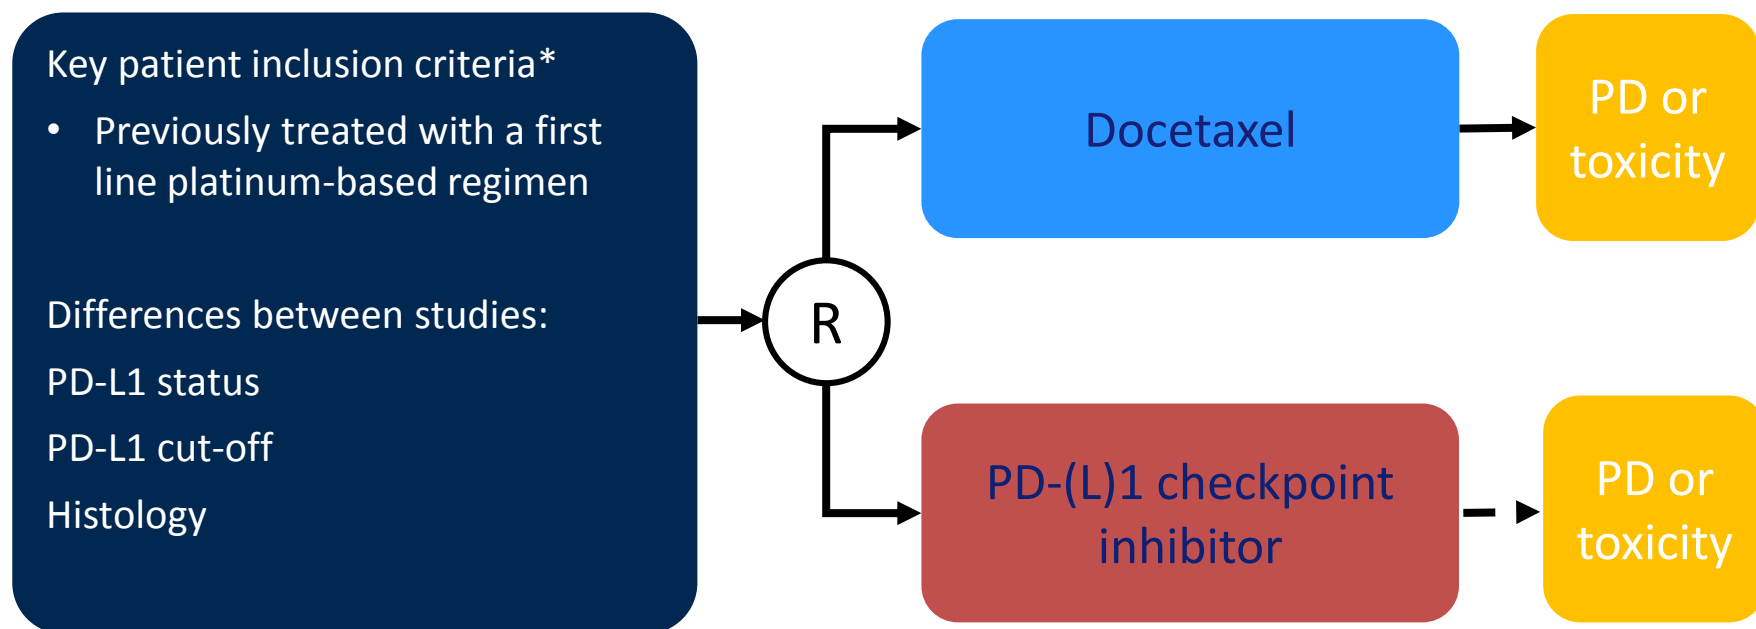 Key patient inclusion criteria*
• Previously treated with a first
line platinum-based regimen
Differences between studies:
PD-L1 status
PD-L1 cut-off
Histology
R
Docetaxel
PD or
toxicity
PD-(L)1 checkpoint
inhibitor
PD or
toxicity